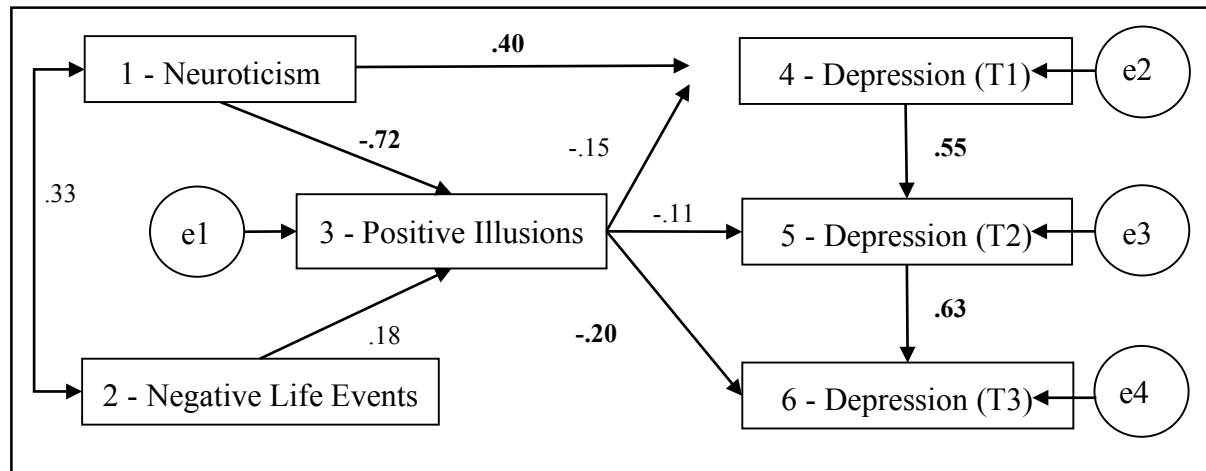 .40
1 - Neuroticism
4 - Depression (T1)
e2
-.72
-.15
.55
.33
e1
3 - Positive Illusions
-.11
5 - Depression (T2)
e3
.18
-.20
.63
2 - Negative Life Events
6 - Depression (T3)
e4